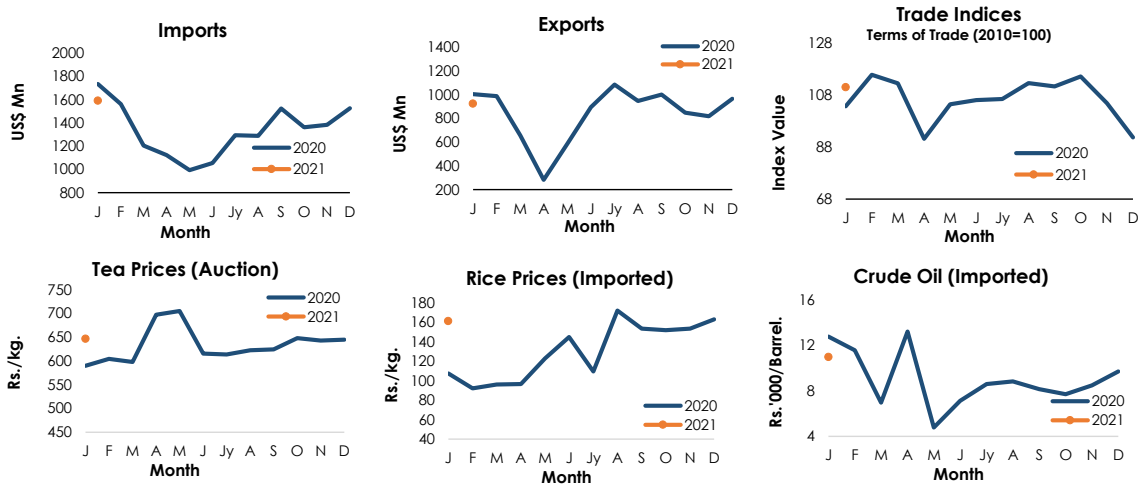 Imports
US$ Mn
2000
1800
1600
1400
1200
1000
800
2020
2021
J F M A M J Jy A S O N D
Month
Exports
US$ Mn
1400
1200
1000
800
600
400
200
2020
2021
J F M A M J Jy A S O N D
Month
Trade Indices
Terms of Trade (2010=100)
Index Value
128
108
88
68
2020
2021
J F M A M J Jy A S O N D
Month
Tea Prices (Auction)
Rs./kg.
750
700
650
600
550
500
450
2020
2021
J F M A M J Jy A S O N D
Month
Rice Prices (Imported)
Rs./kg.
180
160
140
120
100
80
60
40
2020
2021
J F M A M J Jy A S O N D
Month
Crude Oil (Imported)
Rs.'000/Barrel.
16
12
8
4
2020
2021
J F M A M J Jy A S O N D
Month